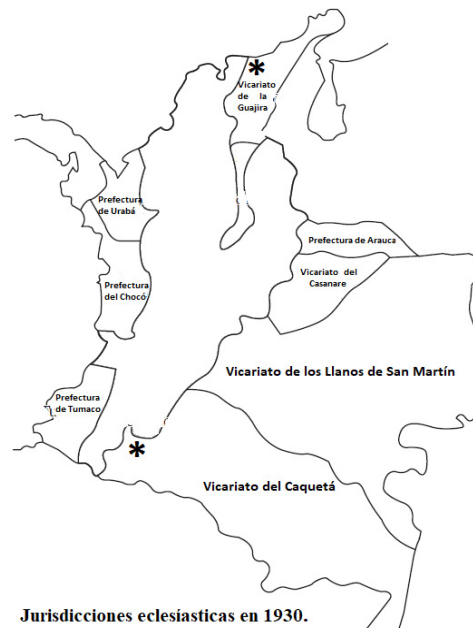 *
Vicariato
de la
Guajira
Prefectura
de Urabá
Prefectura de Arauca
Vicariato del
Casanare
Prefectura
del Chocó
Vicariato de los Llanos de San Martín
Prefectura
de Tumaco
*
Vicariato del Caquetá
Jurisdicciones eclesiasticas en 1930.